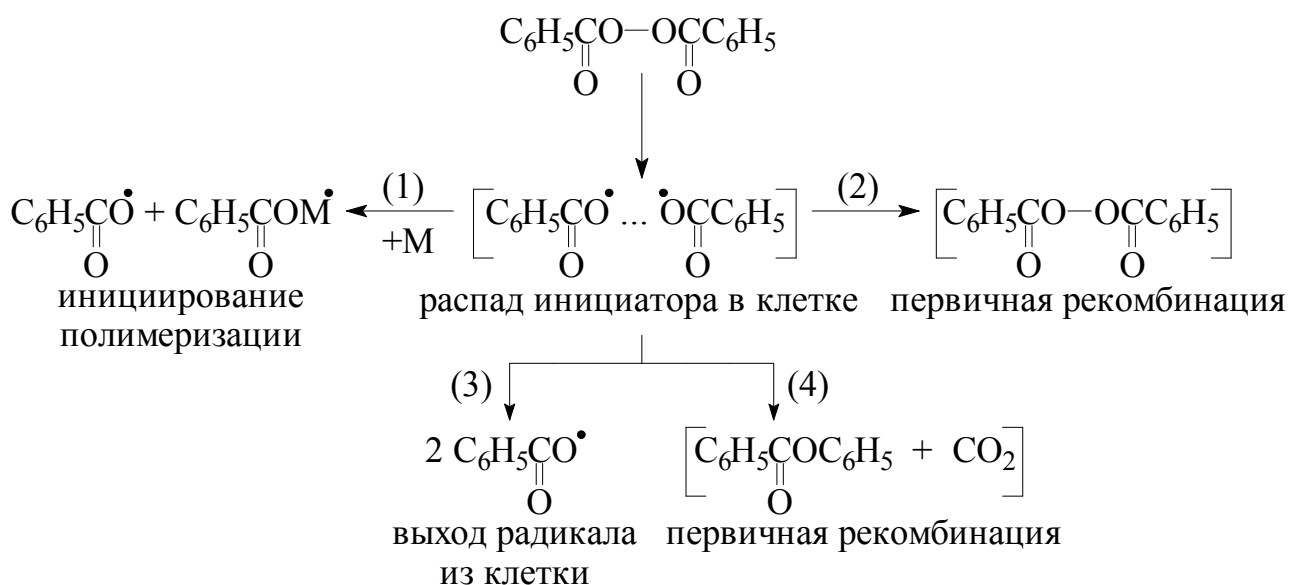 C₆H₅CO—OCC₆H₅
O O
(1) (2)
C₆H₅CO• + C₆H₅COM• +M [C₆H₅CO• ... •OCC₆H₅] [C₆H₅CO—OCC₆H₅]
O O O O O O
инициирование распад инициатора в клетке первичная рекомбинация
полимеризации
(3) (4)
2 C₆H₅CO• [C₆H₅COC₆H₅ + CO₂]
O O
выход радикала первичная рекомбинация
из клетки